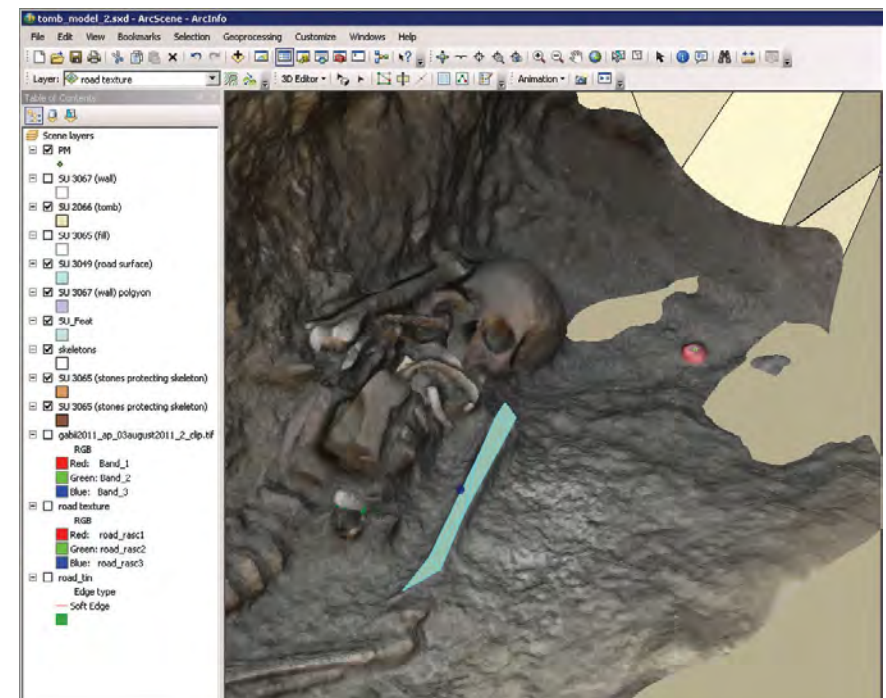 tomb_model_2.sxd - ArcScene - ArcInfo
File Edit View Bookmarks Selection Geoprocessing Customize Windows Help
Layer: road texture 3D Editor Animation
Table of Contents
Scene layers
PM
SU 3067 (wall)
SU 2066 (tomb)
SU 3065 (fill)
SU 3049 (road surface)
SU 3067 (wall) polgyon
SU_Feat
skeletons
SU 3065 (stones protecting skeleton)
SU 3065 (stones protecting skeleton)
gabii2011_ap_03august2011_2_clip.tif
RGB
Red: Band_1
Green: Band_2
Blue: Band_3
road texture
RGB
Red: road_rasc1
Green: road_rasc2
Blue: road_rasc3
road_tin
Edge type
Soft Edge